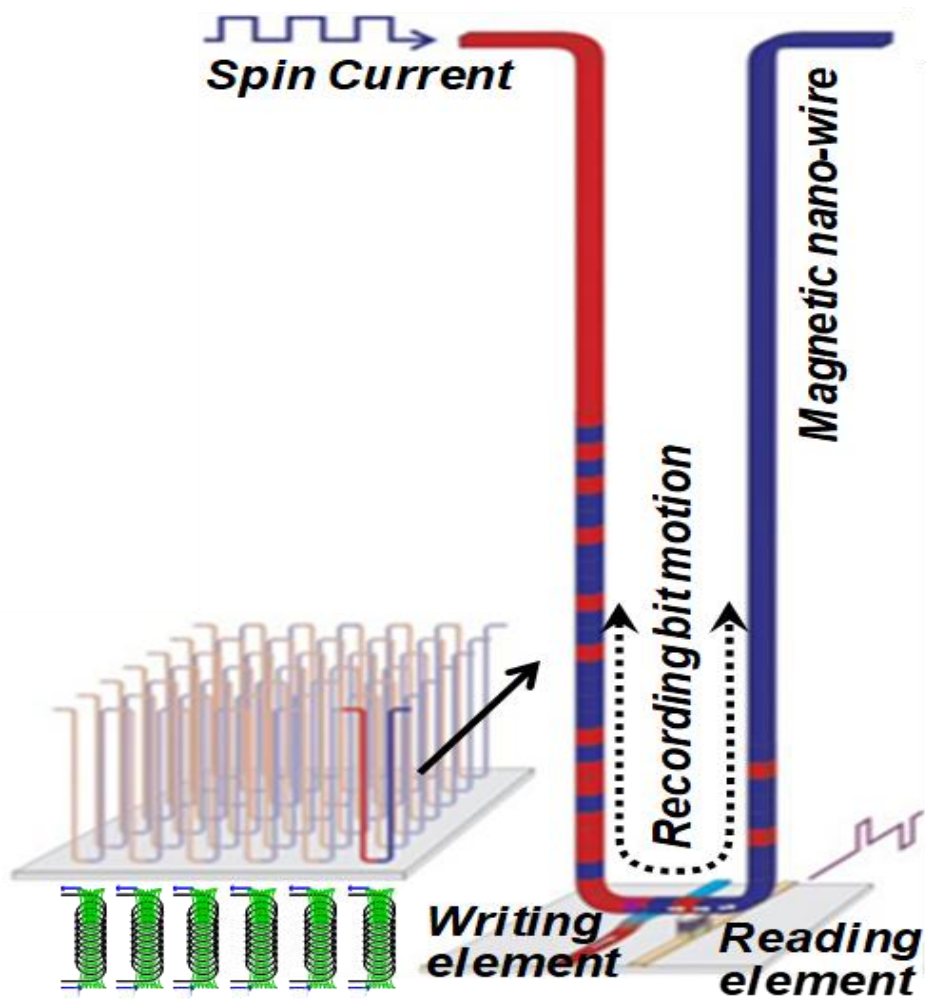 Spin Current
Magnetic nano-wire
Recording bit motion
Writing
element
Reading
element